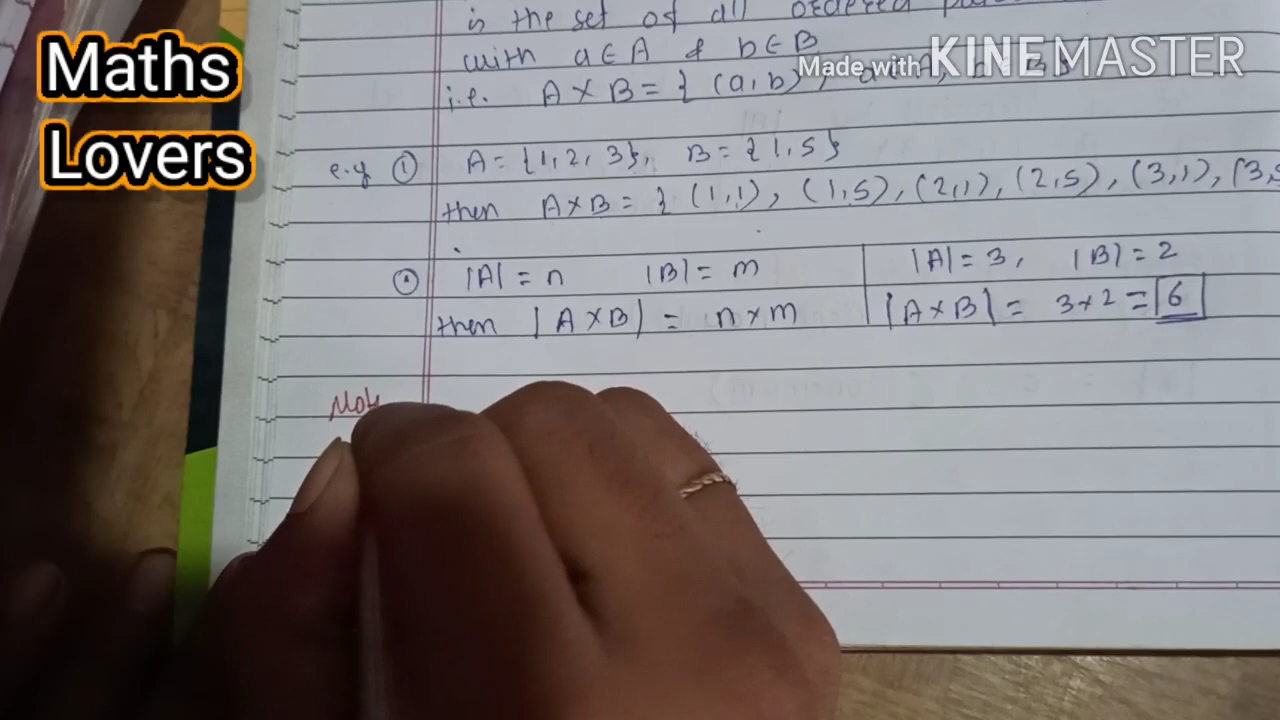 Maths
Lovers
Made with KINEMASTER
is the set of all ordered
with a ∈ A & b ∈ B
i.e. A × B = { (a, b),
e.g ① A = {1, 2, 3}, B = {1, 5}
then A × B = { (1,1), (1,5), (2,1), (2,5), (3,1), (3,
|A| = n |B| = m
then |A × B| = n × m
|A| = 3, |B| = 2
|A × B| = 3 × 2 = 6